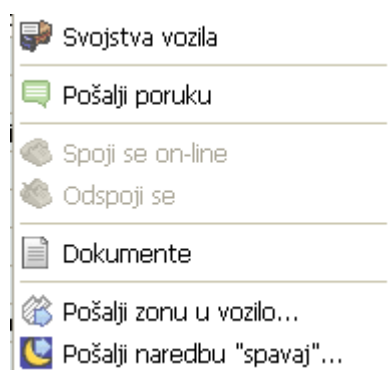 Svojstva vozila
Pošalji poruku
Spoji se on-line
Odspoji se
Dokumente
Pošalji zonu u vozilo...
Pošalji naredbu "spavaj"...